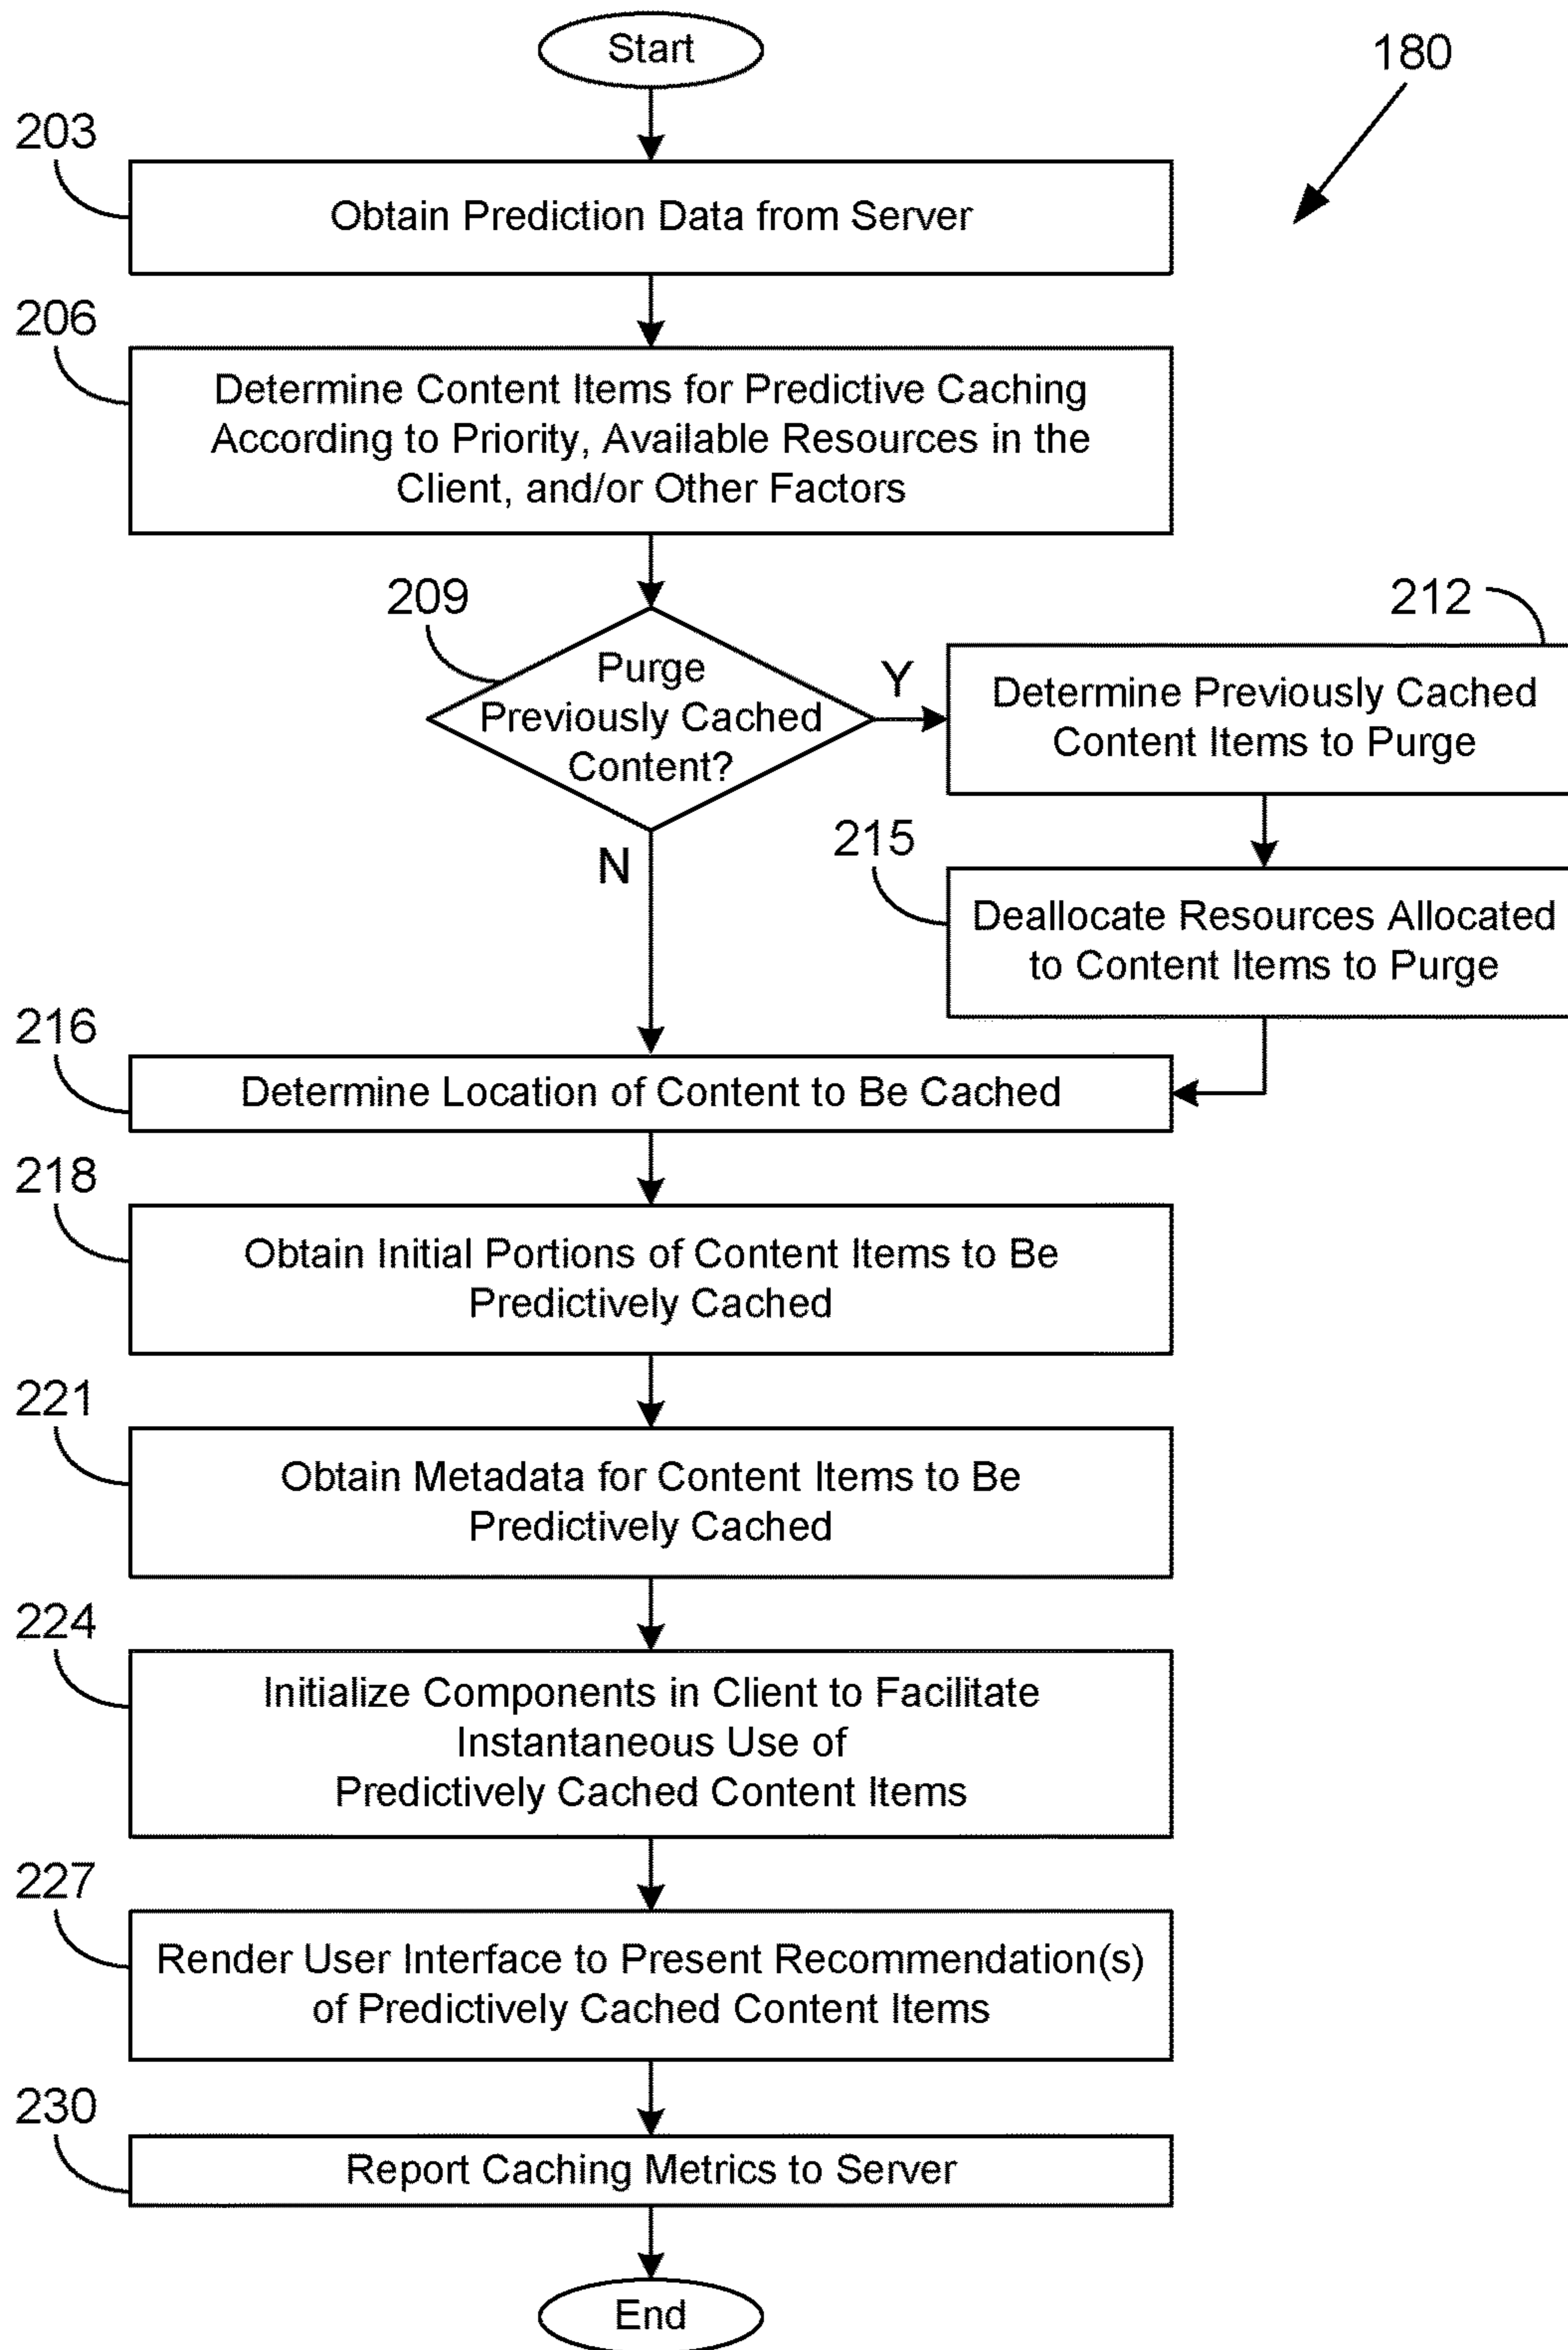 Start
180
203
Obtain Prediction Data from Server
206
Determine Content Items for Predictive Caching
According to Priority, Available Resources in the
Client, and/or Other Factors
209
Purge
Previously Cached
Content?
Y
N
212
Determine Previously Cached
Content Items to Purge
215
Deallocate Resources Allocated
to Content Items to Purge
216
Determine Location of Content to Be Cached
218
Obtain Initial Portions of Content Items to Be
Predictively Cached
221
Obtain Metadata for Content Items to Be
Predictively Cached
224
Initialize Components in Client to Facilitate
Instantaneous Use of
Predictively Cached Content Items
227
Render User Interface to Present Recommendation(s)
of Predictively Cached Content Items
230
Report Caching Metrics to Server
End